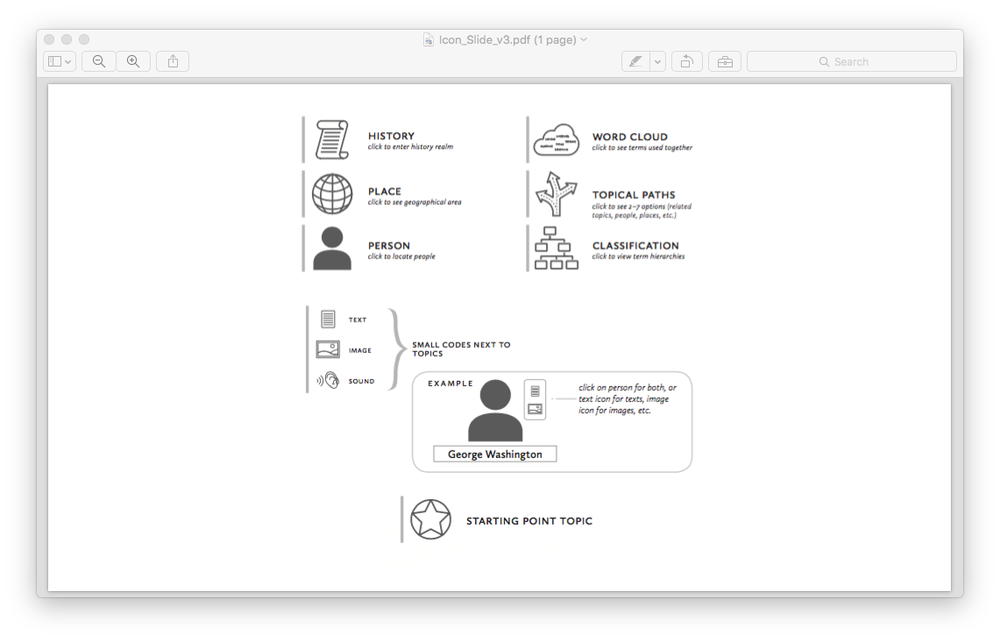 Icon_Slide_v3.pdf (1 page)
Search
HISTORY
click to enter history realm
PLACE
click to see geographical area
PERSON
click to locate people
WORD CLOUD
click to see terms used together
TOPICAL PATHS
click to see 2–7 options (related
topics, people, places, etc.)
CLASSIFICATION
click to view term hierarchies
TEXT
IMAGE
SOUND
SMALL CODES NEXT TO
TOPICS
EXAMPLE
click on person for both, or
text icon for texts, image
icon for images, etc.
George Washington
STARTING POINT TOPIC